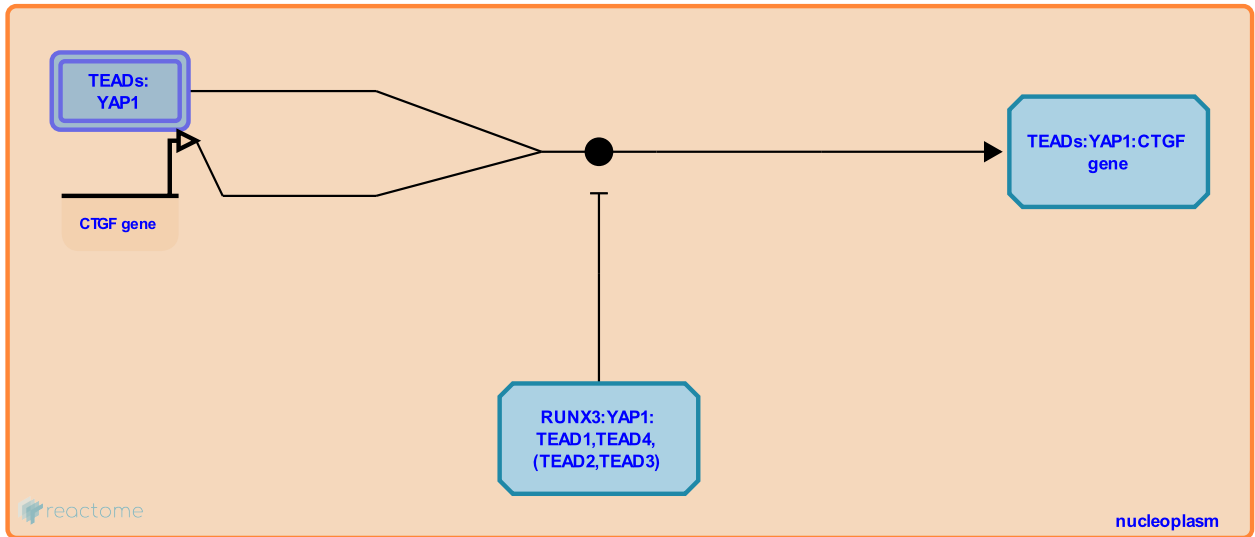 TEADs:
YAP1
CTGF gene
TEADs:YAP1:CTGF
gene
RUNX3:YAP1:
TEAD1,TEAD4,
(TEAD2,TEAD3)
reactome
nucleoplasm